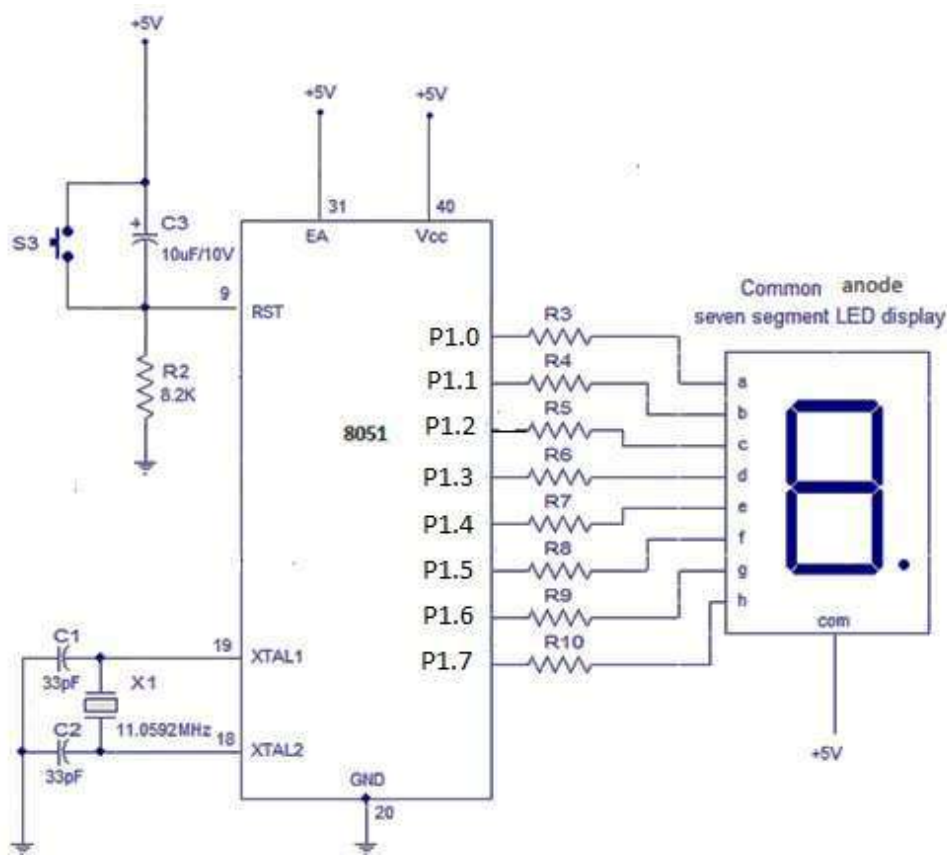 +5V
+5V
+5V
31
40
EA
Vcc
S3
+
C3
10uF/10V
9
RST
R2
8.2K
8051
P1.0
P1.1
P1.2
P1.3
P1.4
P1.5
P1.6
P1.7
R3
R4
R5
R6
R7
R8
R9
R10
Common anode
seven segment LED display
a
b
c
d
e
f
g
h
com
+5V
C1
33pF
19
XTAL1
X1
11.0592MHz
C2
33pF
18
XTAL2
GND
20